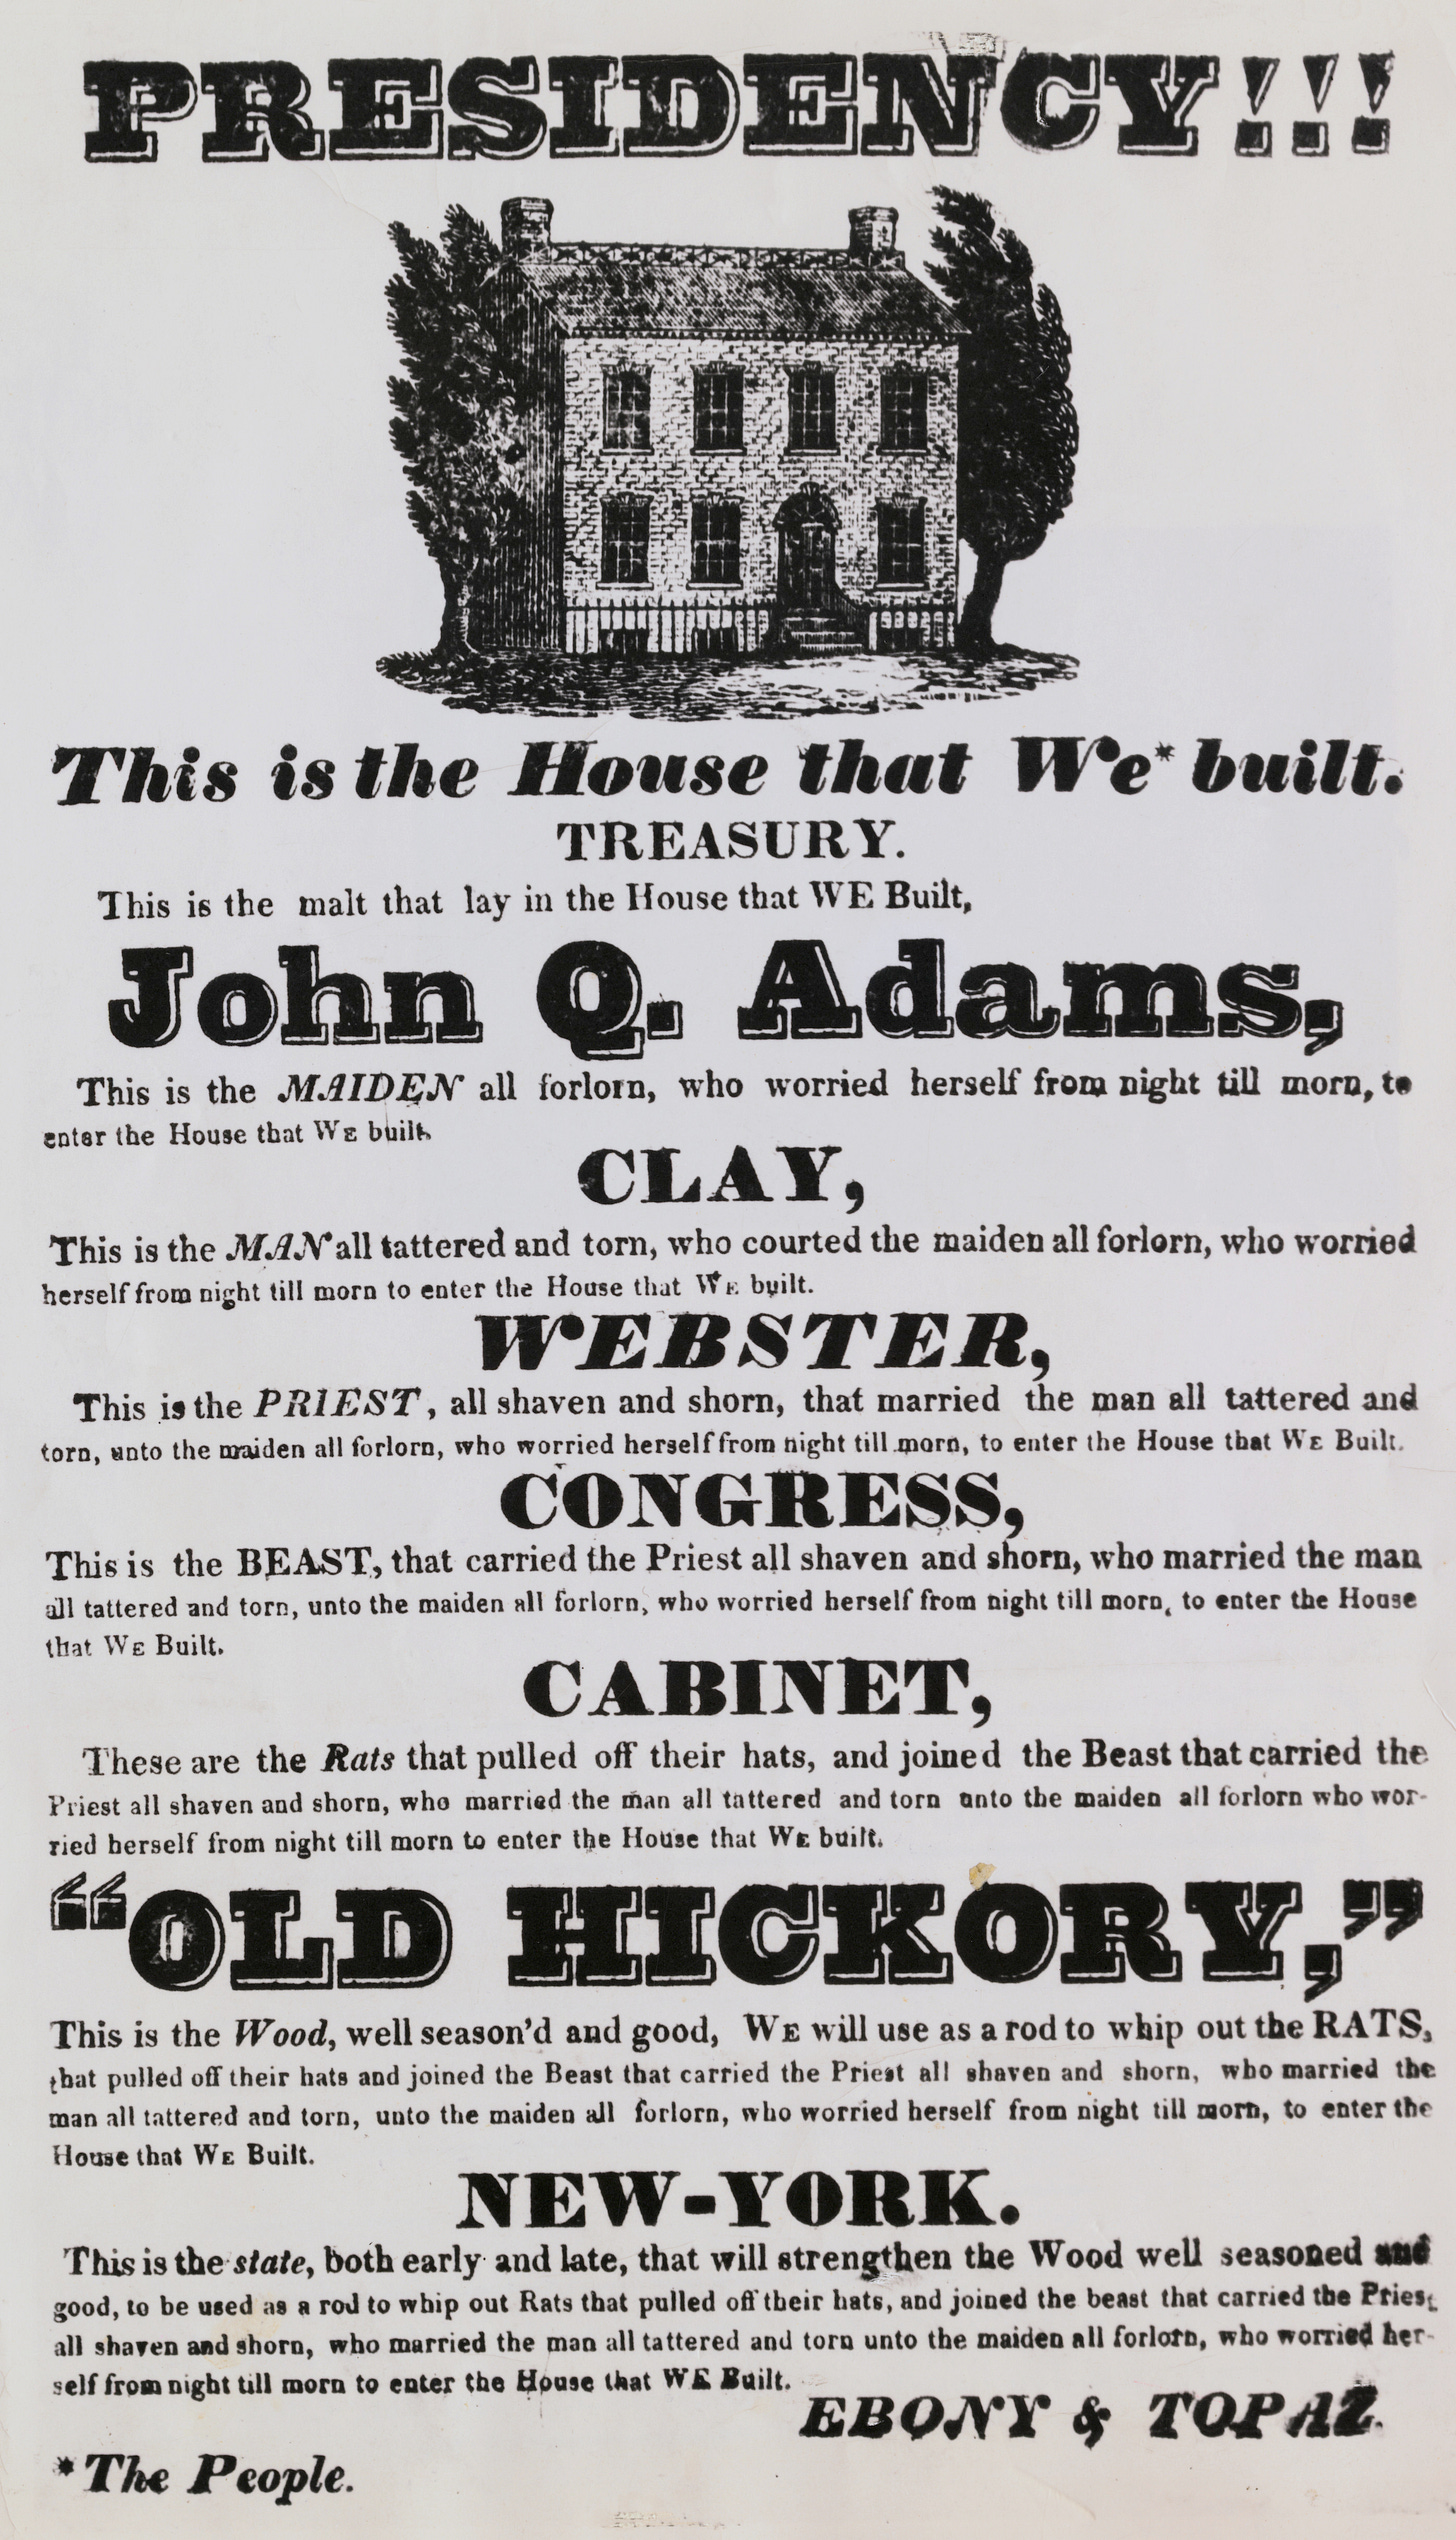 PRESIDENCY!!!
This is the House that We* built.
TREASURY.
This is the malt that lay in the House that WE Built,
John Q. Adams,
This is the MAIDEN all forlorn, who worried herself from night till morn, to
enter the House that WE built.
CLAY,
This is the MAN all tattered and torn, who courted the maiden all forlorn, who worried
herself from night till morn to enter the House that WE built.
WEBSTER,
This is the PRIEST, all shaven and shorn, that married the man all tattered and
torn, unto the maiden all forlorn, who worried herself from night till morn, to enter the House that WE Built.
CONGRESS,
This is the BEAST, that carried the Priest all shaven and shorn, who married the man
all tattered and torn, unto the maiden all forlorn, who worried herself from night till morn, to enter the House
that WE Built.
CABINET,
These are the Rats that pulled off their hats, and joined the Beast that carried the
Priest all shaven and shorn, who married the man all tattered and torn unto the maiden all forlorn who wor-
ried herself from night till morn to enter the House that WE built.
"OLD HICKORY,"
This is the Wood, well season'd and good, WE will use as a rod to whip out the RATS,
that pulled off their hats and joined the Beast that carried the Priest all shaven and shorn, who married the
man all tattered and torn, unto the maiden all forlorn, who worried herself from night till morn, to enter the
House that WE Built.
NEW-YORK.
This is the state, both early and late, that will strengthen the Wood well seasoned and
good, to be used as a rod to whip out Rats that pulled off their hats, and joined the beast that carried the Priest
all shaven and shorn, who married the man all tattered and torn unto the maiden all forlorn, who worried her-
self from night till morn to enter the House that WE Built.
EBONY & TOPAZ.
*The People.